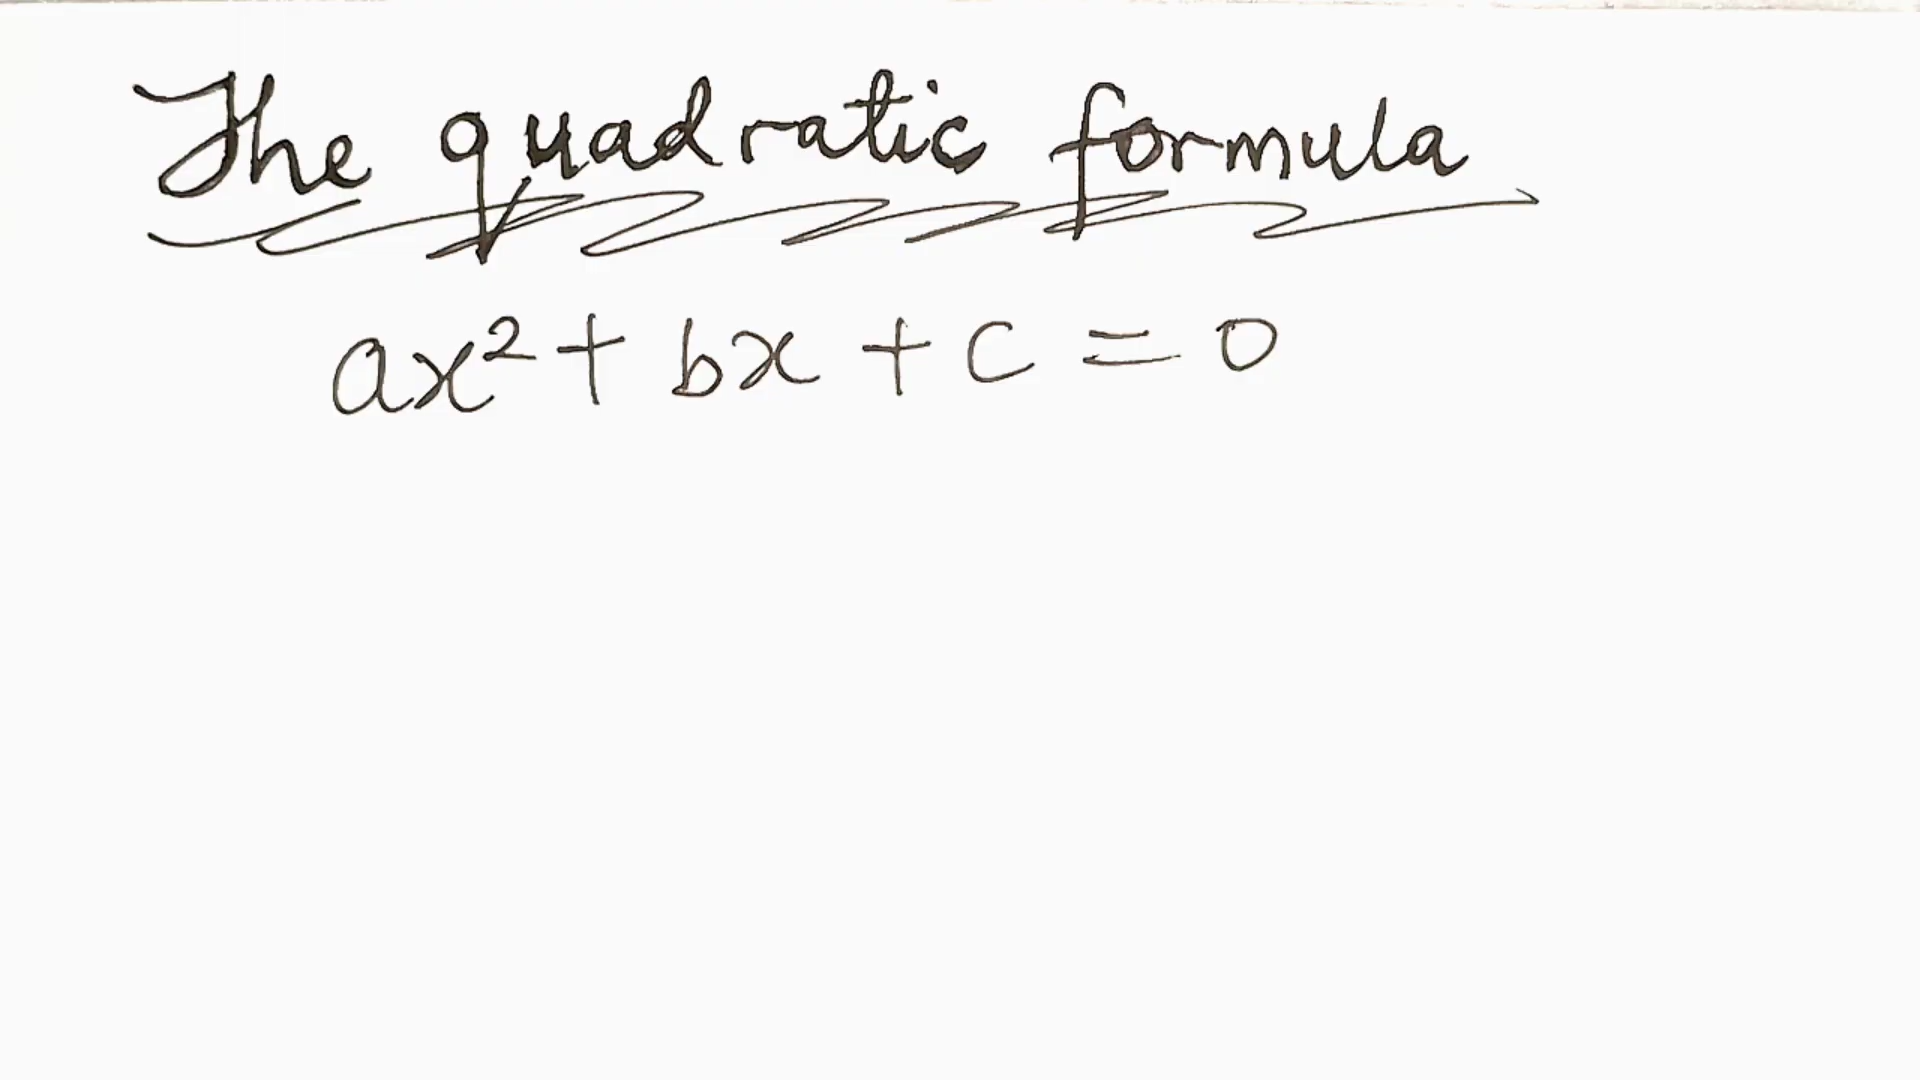 The quadratic formula
ax² + bx + c = 0